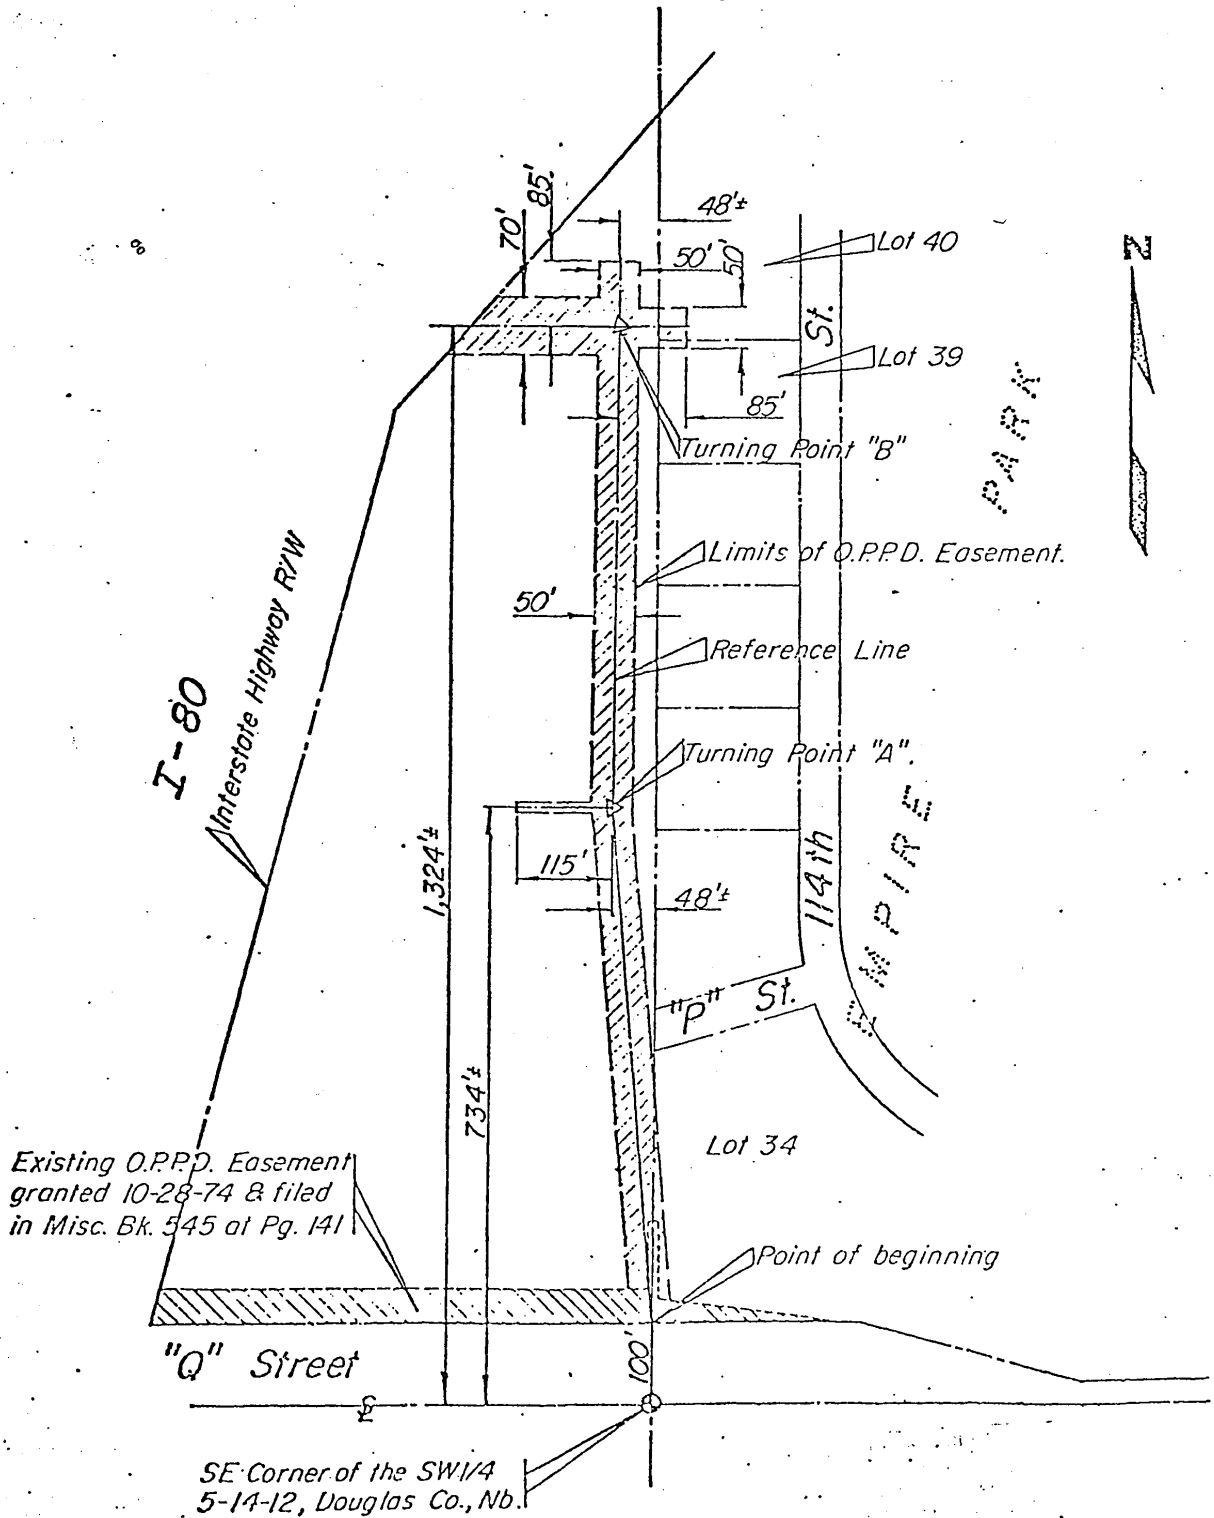 85'
70'
48'±
50'
50'
Lot 40
N
St.
Lot 39
85'
Turning Point "B"
PARK
Limits of O.P.P.D. Easement.
50'
Reference Line
I-80
Interstate Highway R/W
Turning Point "A".
1,324'±
115'
48'±
114th
EMPIRE
"P" St.
734'±
Lot 34
Existing O.P.P.D. Easement
granted 10-28-74 & filed
in Misc. Bk. 545 at Pg. 141
Point of beginning
"Q" Street
100'
℄
SE Corner of the SW1/4
5-14-12, Douglas Co., Nb.